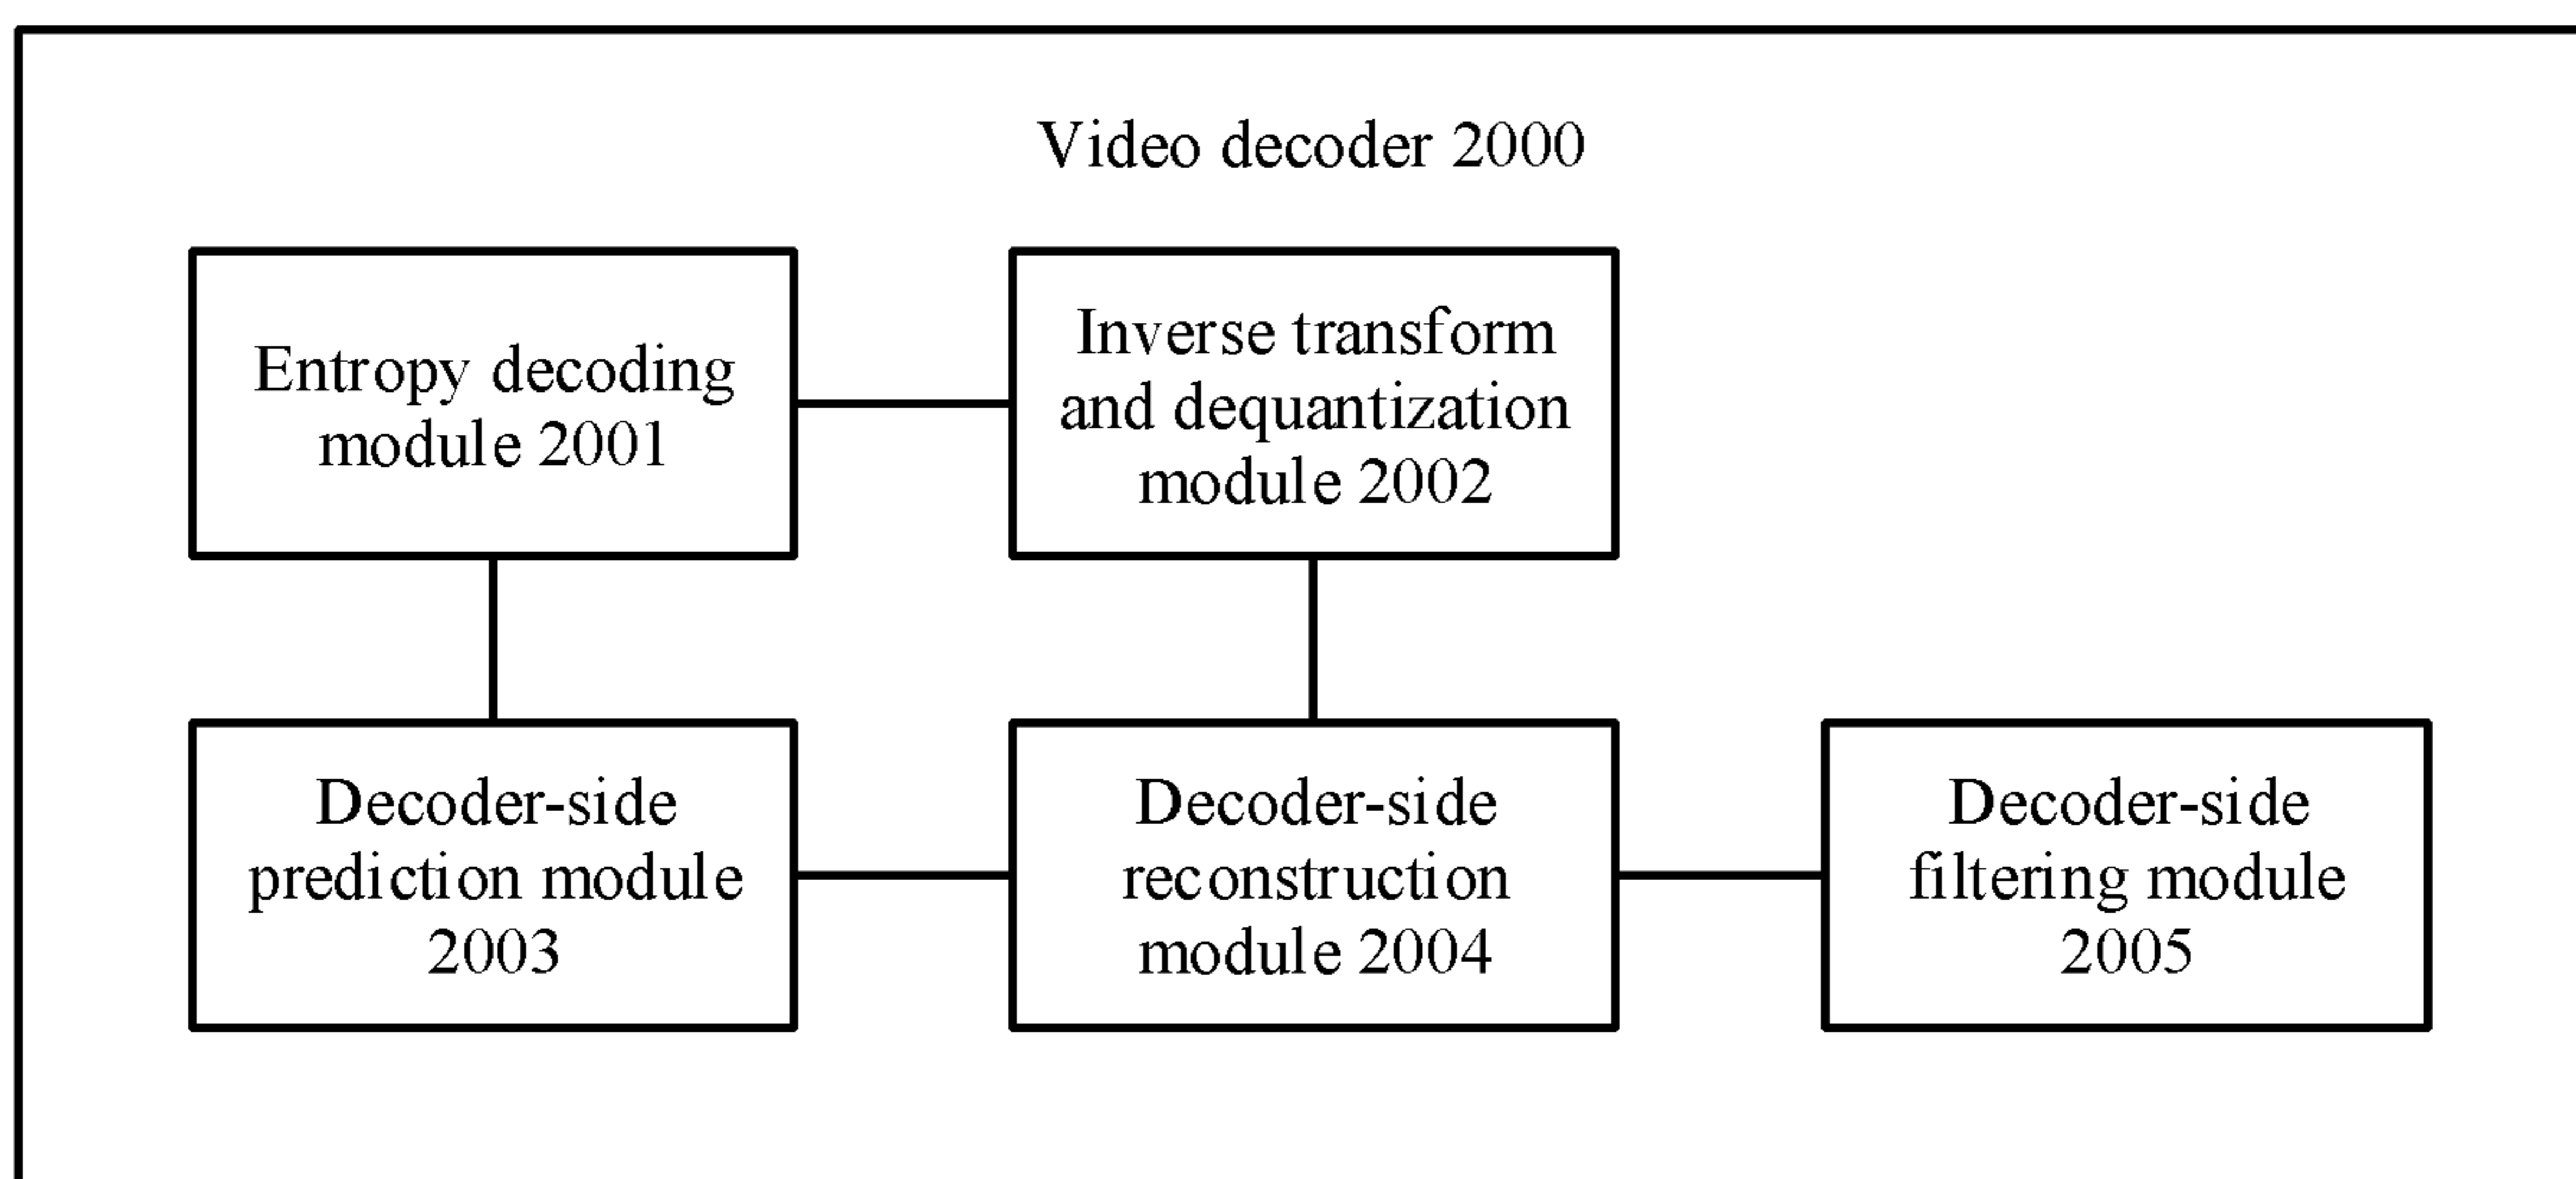 Video decoder 2000
Entropy decoding
module 2001
Inverse transform
and dequantization
module 2002
Decoder-side
prediction module
2003
Decoder-side
reconstruction
module 2004
Decoder-side
filtering module
2005